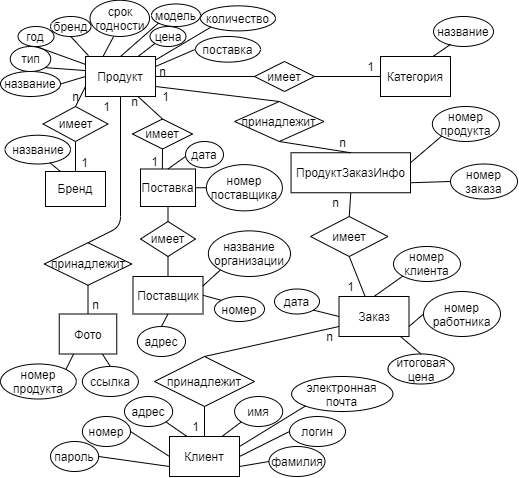 срок
годности
бренд
модель
количество
год
цена
название
тип
поставка
название
Продукт
n
имеет
1
Категория
n
1
n
1
имеет
имеет
принадлежит
номер
продукта
название
1
1
дата
n
Бренд
Поставка
номер
поставщика
ПродуктЗаказИнфо
номер
заказа
n
имеет
название
организации
имеет
принадлежит
номер
клиента
1
Поставщик
n
номер
дата
Заказ
номер
работника
Фото
адрес
n
номер
продукта
ссылка
принадлежит
итоговая
цена
электронная
почта
адрес
имя
1
номер
логин
пароль
Клиент
фамилия